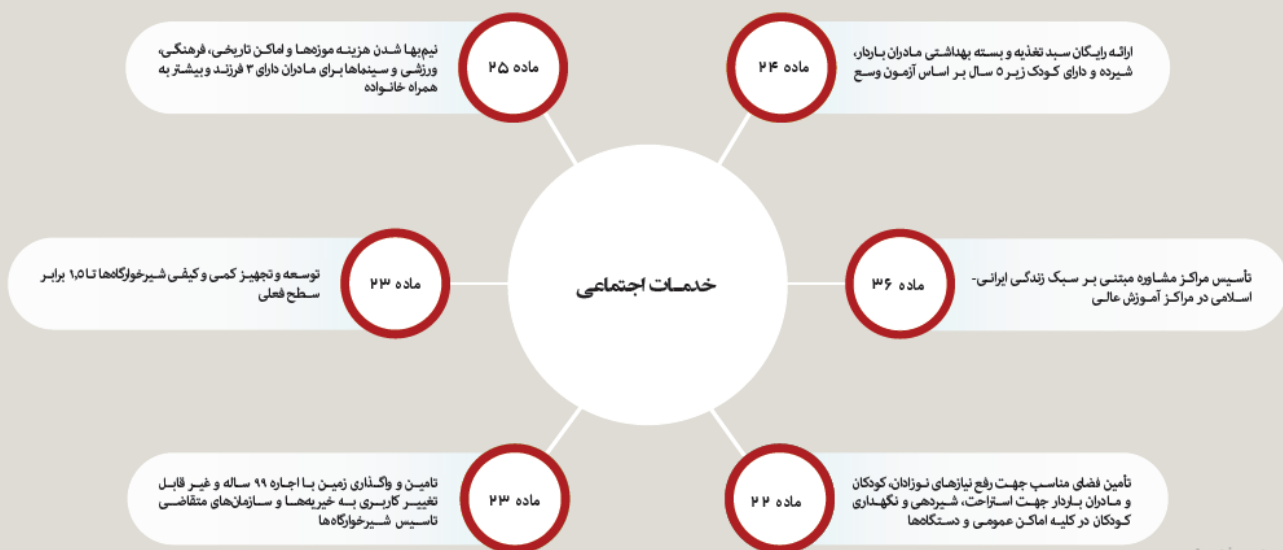 ماده ۲۴
ارائه رایگان سبد تغذیه و بسته بهداشتی مادران باردار،
شیرده و دارای کودک زیر ۵ سال بر اساس آزمون وسع
ماده ۲۵
نیم‌بها شدن هزینه موزه‌ها و اماکن تاریخی، فرهنگی،
ورزشی و سینماها برای مادران دارای ۳ فرزند و بیشتر به
همراه خانواده
خدمات اجتماعی
ماده ۳۶
تأسیس مراکز مشاوره مبتنی بر سبک زندگی ایرانی-
اسلامی در مراکز آموزش عالی
ماده ۲۳
توسعه و تجهیز کمی و کیفی شیرخوارگاه‌ها تا ۱,۵ برابر
سطح فعلی
ماده ۲۲
تأمین فضای مناسب جهت رفع نیازهای نوزادان، کودکان
و مادران باردار جهت استراحت، شیردهی و نگهداری
کودکان در کلیه اماکن عمومی و دستگاه‌ها
ماده ۲۳
تامین و واگذاری زمین با اجاره ۹۹ ساله و غیر قابل
تغییر کاربری به خیریه‌ها و سازمان‌های متقاضی
تاسیس شیرخوارگاه‌ها